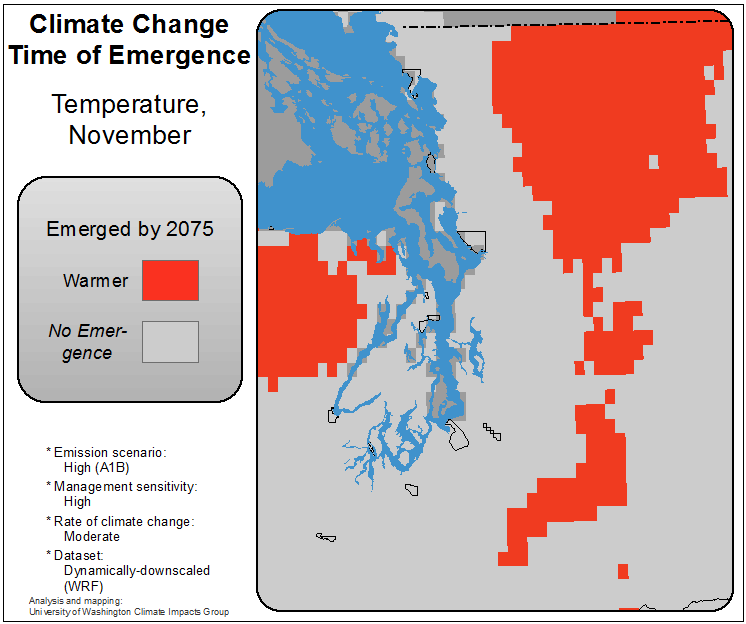 Climate Change
Time of Emergence
Temperature,
November
Emerged by 2075
Warmer
No Emer-
gence
* Emission scenario:
High (A1B)
* Management sensitivity:
High
* Rate of climate change:
Moderate
* Dataset:
Dynamically-downscaled
(WRF)
Analysis and mapping:
University of Washington Climate Impacts Group